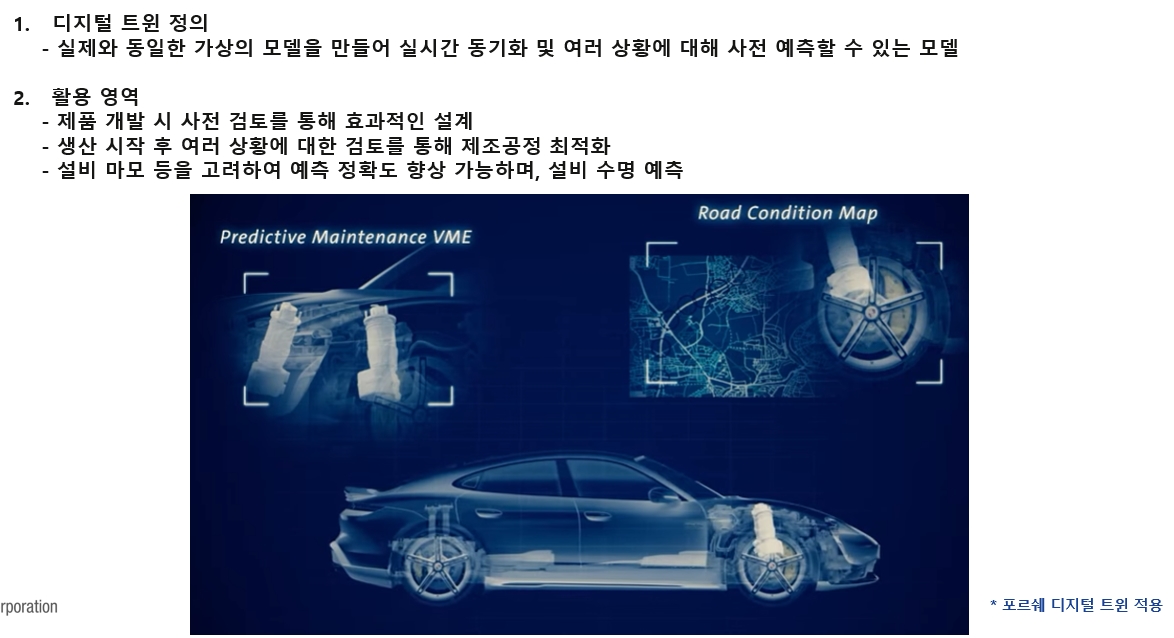 1. 디지털 트윈 정의
- 실제와 동일한 가상의 모델을 만들어 실시간 동기화 및 여러 상황에 대해 사전 예측할 수 있는 모델
2. 활용 영역
- 제품 개발 시 사전 검토를 통해 효과적인 설계
- 생산 시작 후 여러 상황에 대한 검토를 통해 제조공정 최적화
- 설비 마모 등을 고려하여 예측 정확도 향상 가능하며, 설비 수명 예측
Predictive Maintenance VME
Road Condition Map
rporation
* 포르쉐 디지털 트윈 적용